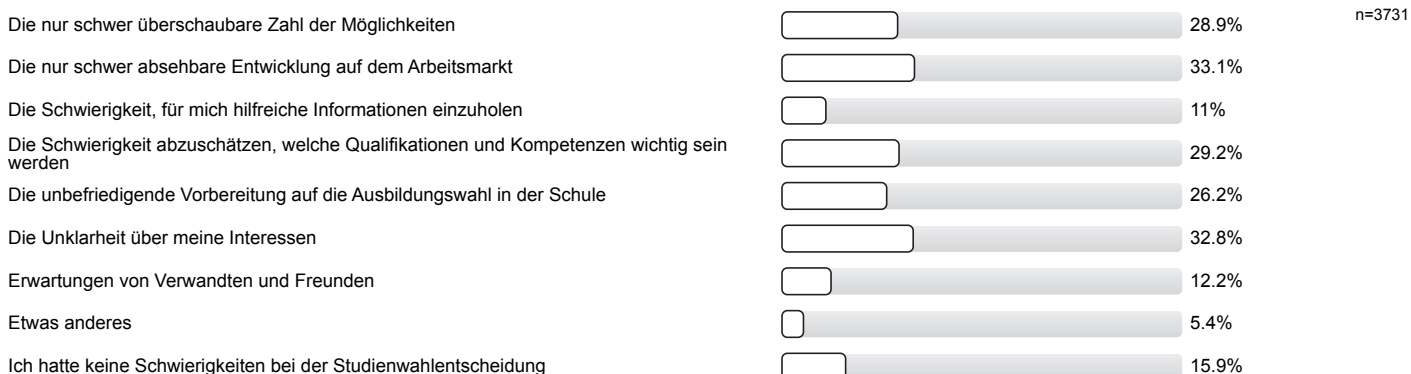 Die nur schwer überschaubare Zahl der Möglichkeiten 28.9% n=3731
Die nur schwer absehbare Entwicklung auf dem Arbeitsmarkt 33.1%
Die Schwierigkeit, für mich hilfreiche Informationen einzuholen 11%
Die Schwierigkeit abzuschätzen, welche Qualifikationen und Kompetenzen wichtig sein
werden 29.2%
Die unbefriedigende Vorbereitung auf die Ausbildungswahl in der Schule 26.2%
Die Unklarheit über meine Interessen 32.8%
Erwartungen von Verwandten und Freunden 12.2%
Etwas anderes 5.4%
Ich hatte keine Schwierigkeiten bei der Studienwahlentscheidung 15.9%